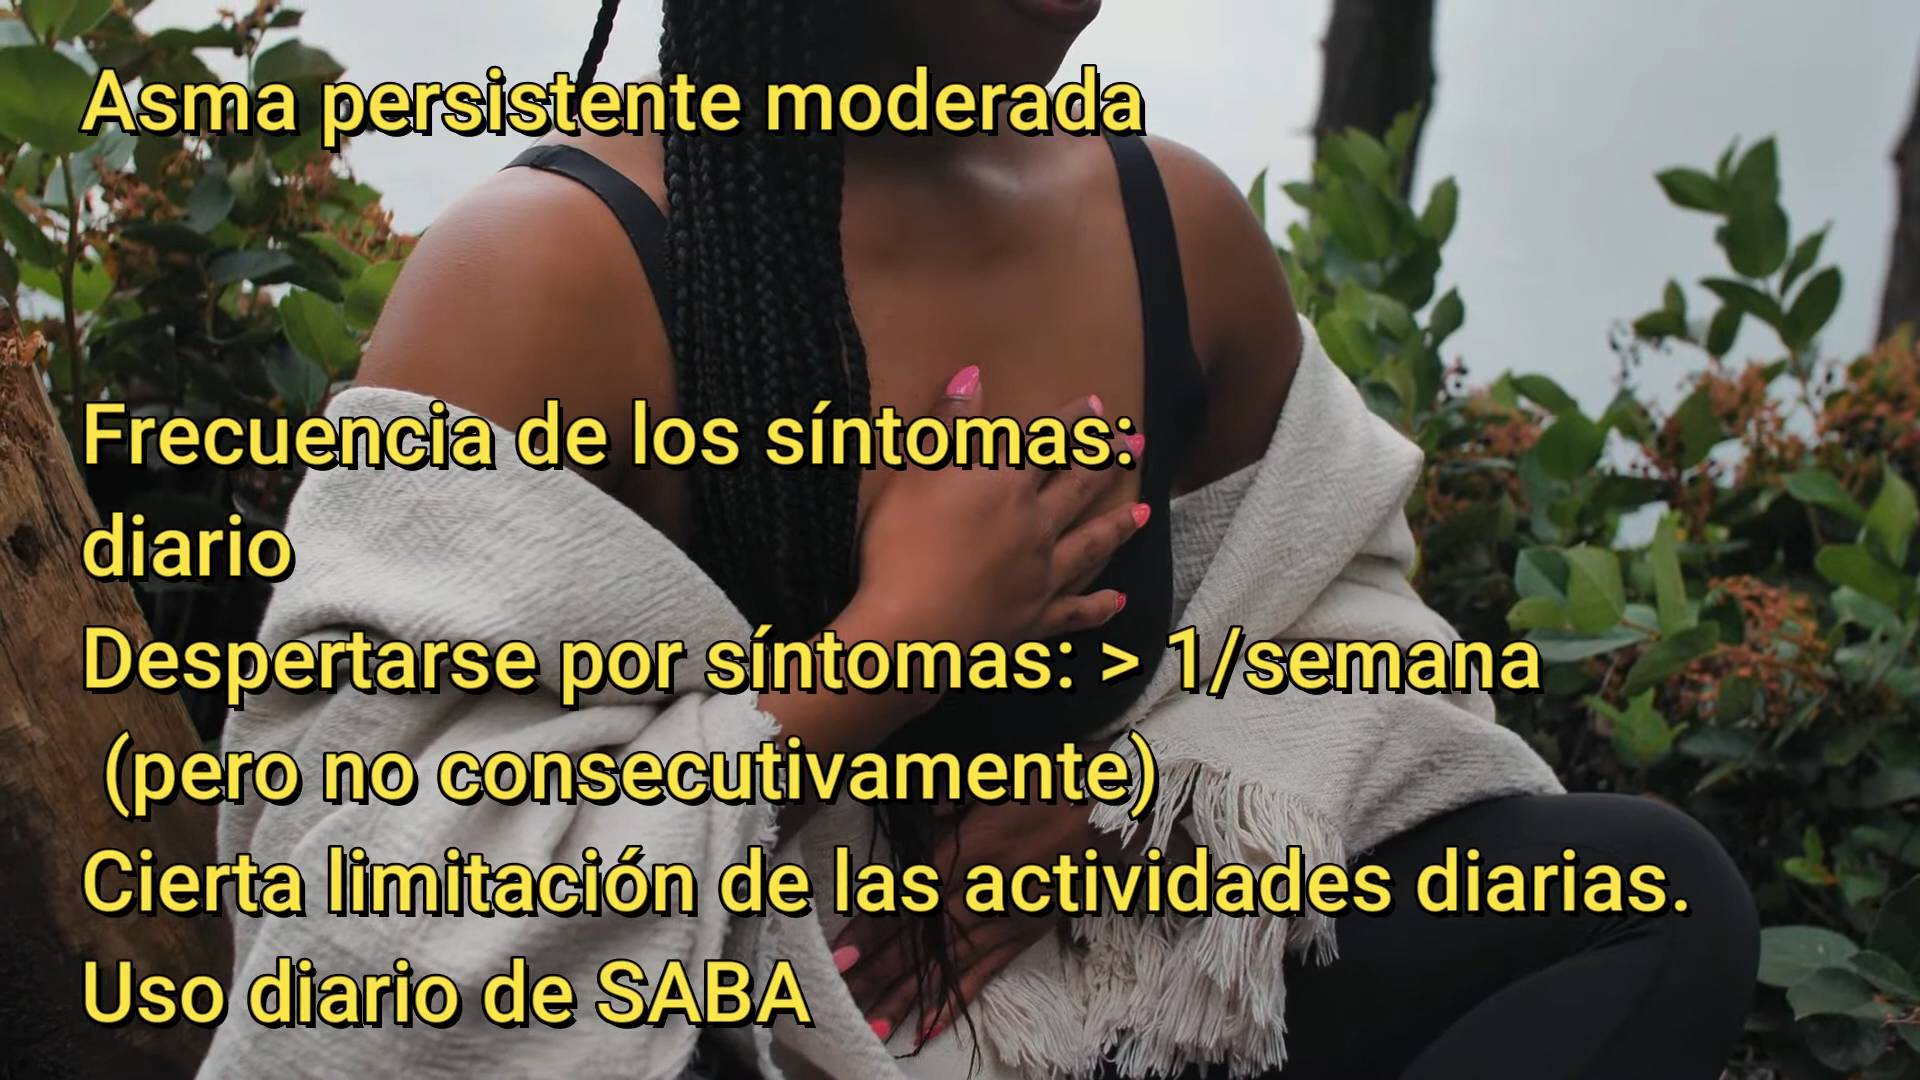 Asma persistente moderada
Frecuencia de los síntomas:
diario
Despertarse por síntomas: > 1/semana
(pero no consecutivamente)
Cierta limitación de las actividades diarias.
Uso diario de SABA